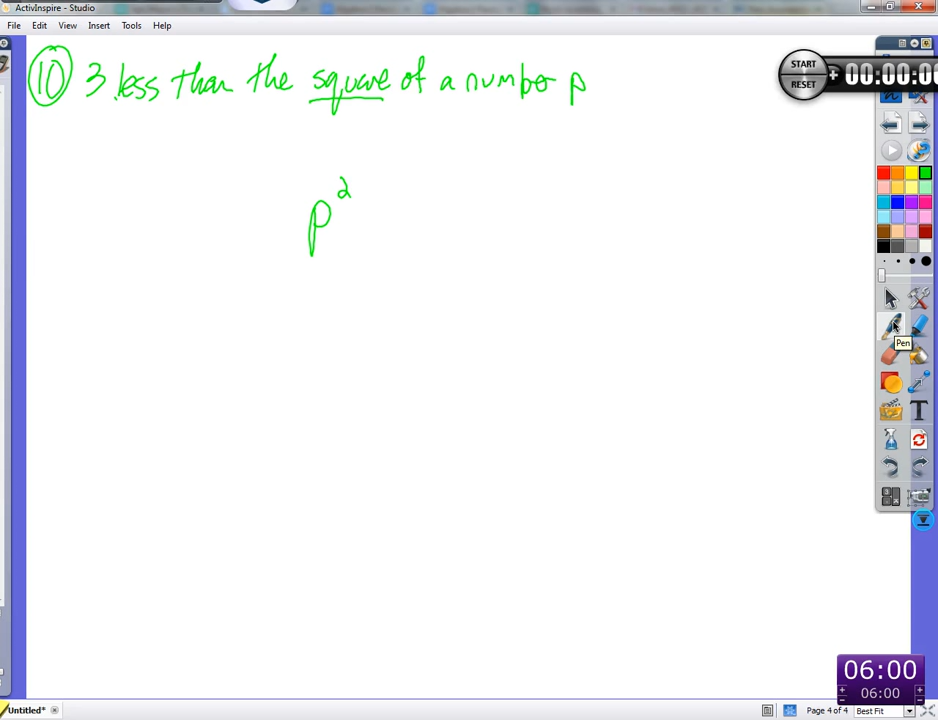 ActivInspire - Studio
File Edit View Insert Tools Help
10 3 less than the square of a number p
START
RESET
00:00:0
p²
Pen
T
06:00
06:00
Untitled*
Page 4 of 4
Best Fit